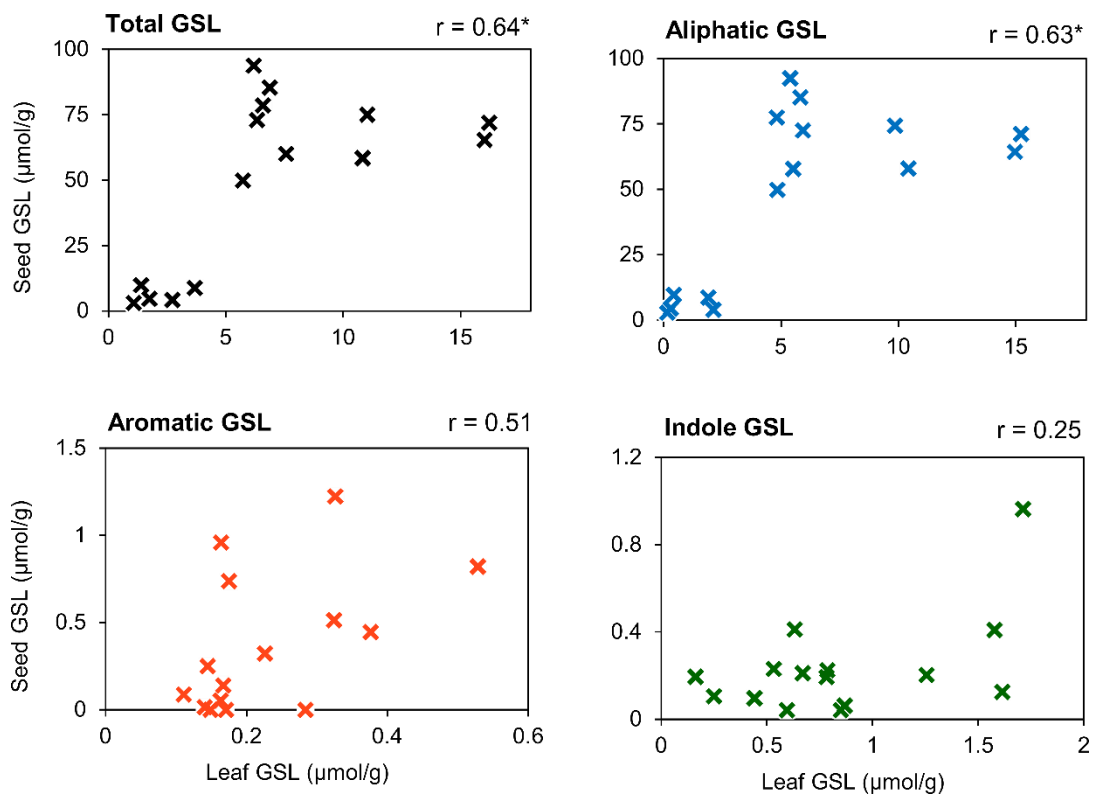 Total GSL
r = 0.64*
100
75
50
25
0
0 5 10 15
Seed GSL (µmol/g)
Aliphatic GSL
r = 0.63*
100
75
50
25
0
0 5 10 15
Aromatic GSL
r = 0.51
1.5
1
0.5
0
0 0.2 0.4 0.6
Seed GSL (µmol/g)
Leaf GSL (µmol/g)
Indole GSL
r = 0.25
1.2
0.8
0.4
0
0 0.5 1 1.5 2
Leaf GSL (µmol/g)